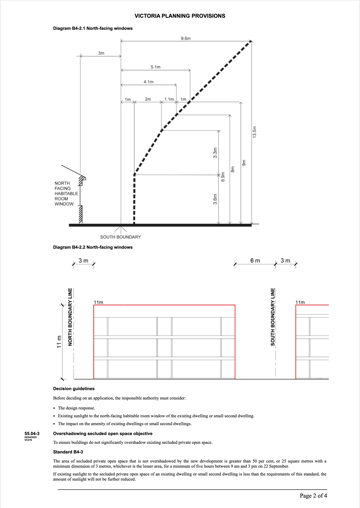 VICTORIA PLANNING PROVISIONS
Diagram B4-2.1 North-facing windows
9.6m
3m
5.1m
4.1m
1m 2m 1.1m 1m
13.5m
3.3m
9m
8m
6.9m
3.6m
NORTH
FACING
HABITABLE
ROOM
WINDOW
SOUTH BOUNDARY
Diagram B4-2.2 North-facing windows
3 m
6 m 3 m
NORTH BOUNDARY LINE
SOUTH BOUNDARY LINE
11m
11m
11 m
Decision guidelines
Before deciding on an application, the responsible authority must consider:
• The design response.
• Existing sunlight to the north-facing habitable room window of the existing dwelling or small second dwelling.
• The impact on the amenity of existing dwellings or small second dwellings.
55.04-3 Overshadowing secluded open space objective
To ensure buildings do not significantly overshadow existing secluded private open space.
Standard B4-3
The area of secluded private open space that is not overshadowed by the new development is greater than 50 per cent, or 25 square metres with a
minimum dimension of 3 metres, whichever is the lesser area, for a minimum of five hours between 9 am and 3 pm on 22 September.
If existing sunlight to the secluded private open space of an existing dwelling or small second dwelling is less than the requirements of this standard, the
amount of sunlight will not be further reduced.
Page 2 of 4